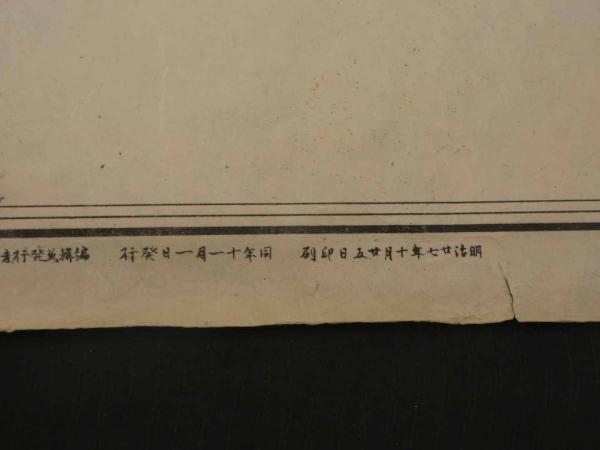 明治廿七年十月廿五日印刷 同年十一月一日発行 編輯並発行者